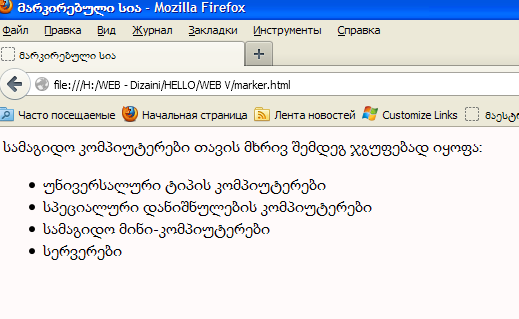 მარკირებული სია - Mozilla Firefox
Файл Правка Вид Журнал Закладки Инструменты Справка
მარკირებული სია
file:///H:/WEB - Dizaini/HELLO/WEB V/marker.html
Часто посещаемые Начальная страница Лента новостей Customize Links
სამაგიდო კომპიუტერები თავის მხრივ შემდეგ ჯგუფებად იყოფა:
• უნივერსალური ტიპის კომპიუტერები
• სპეციალური დანიშნულების კომპიუტერები
• სამაგიდო მინი-კომპიუტერები
• სერვერები